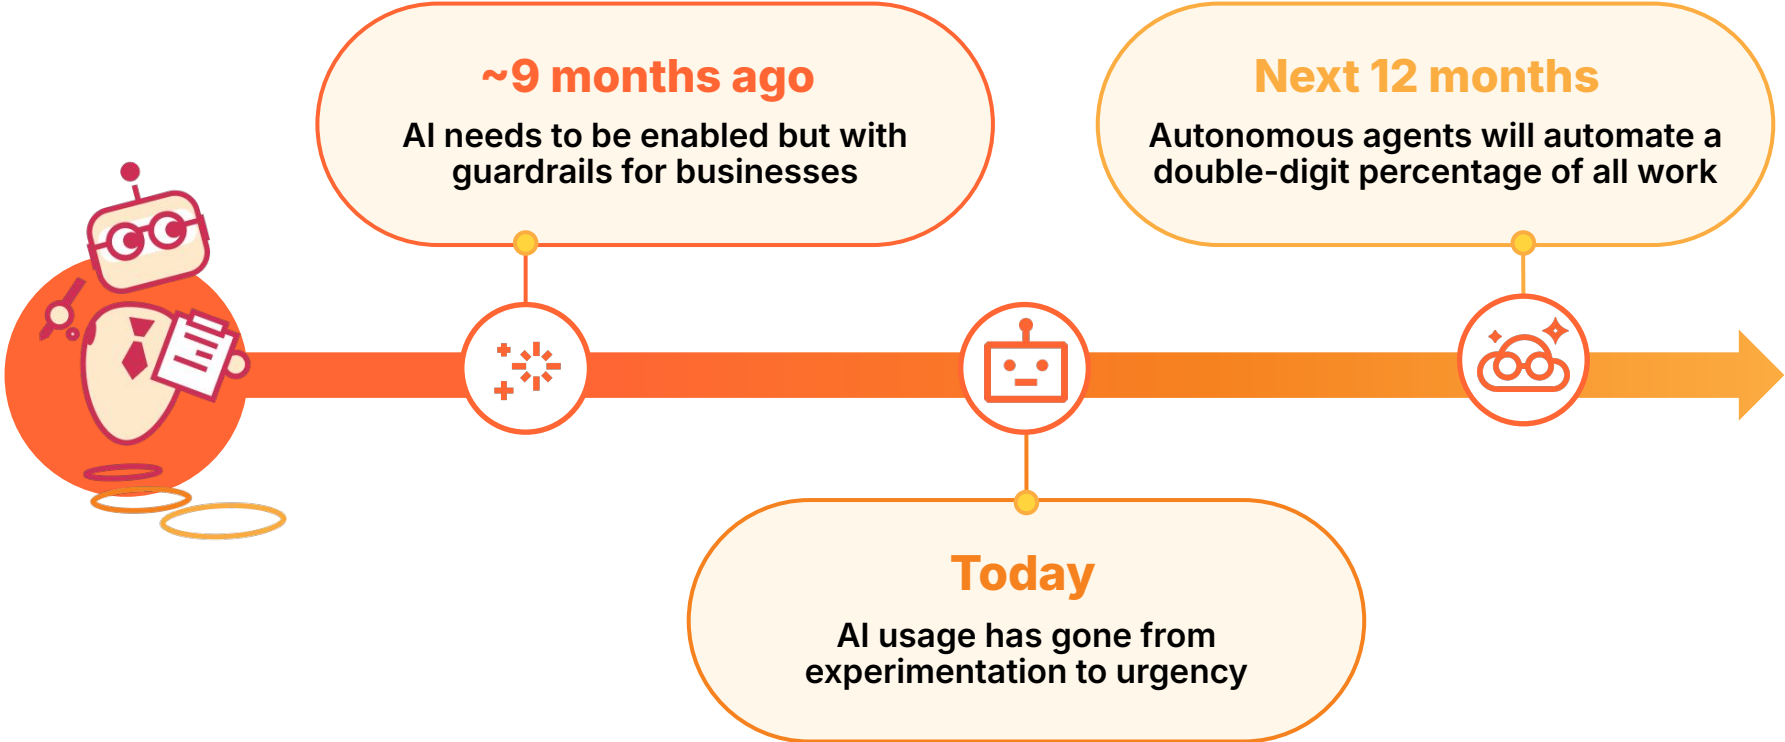 ~9 months ago
AI needs to be enabled but with
guardrails for businesses
Today
AI usage has gone from
experimentation to urgency
Next 12 months
Autonomous agents will automate a
double-digit percentage of all work